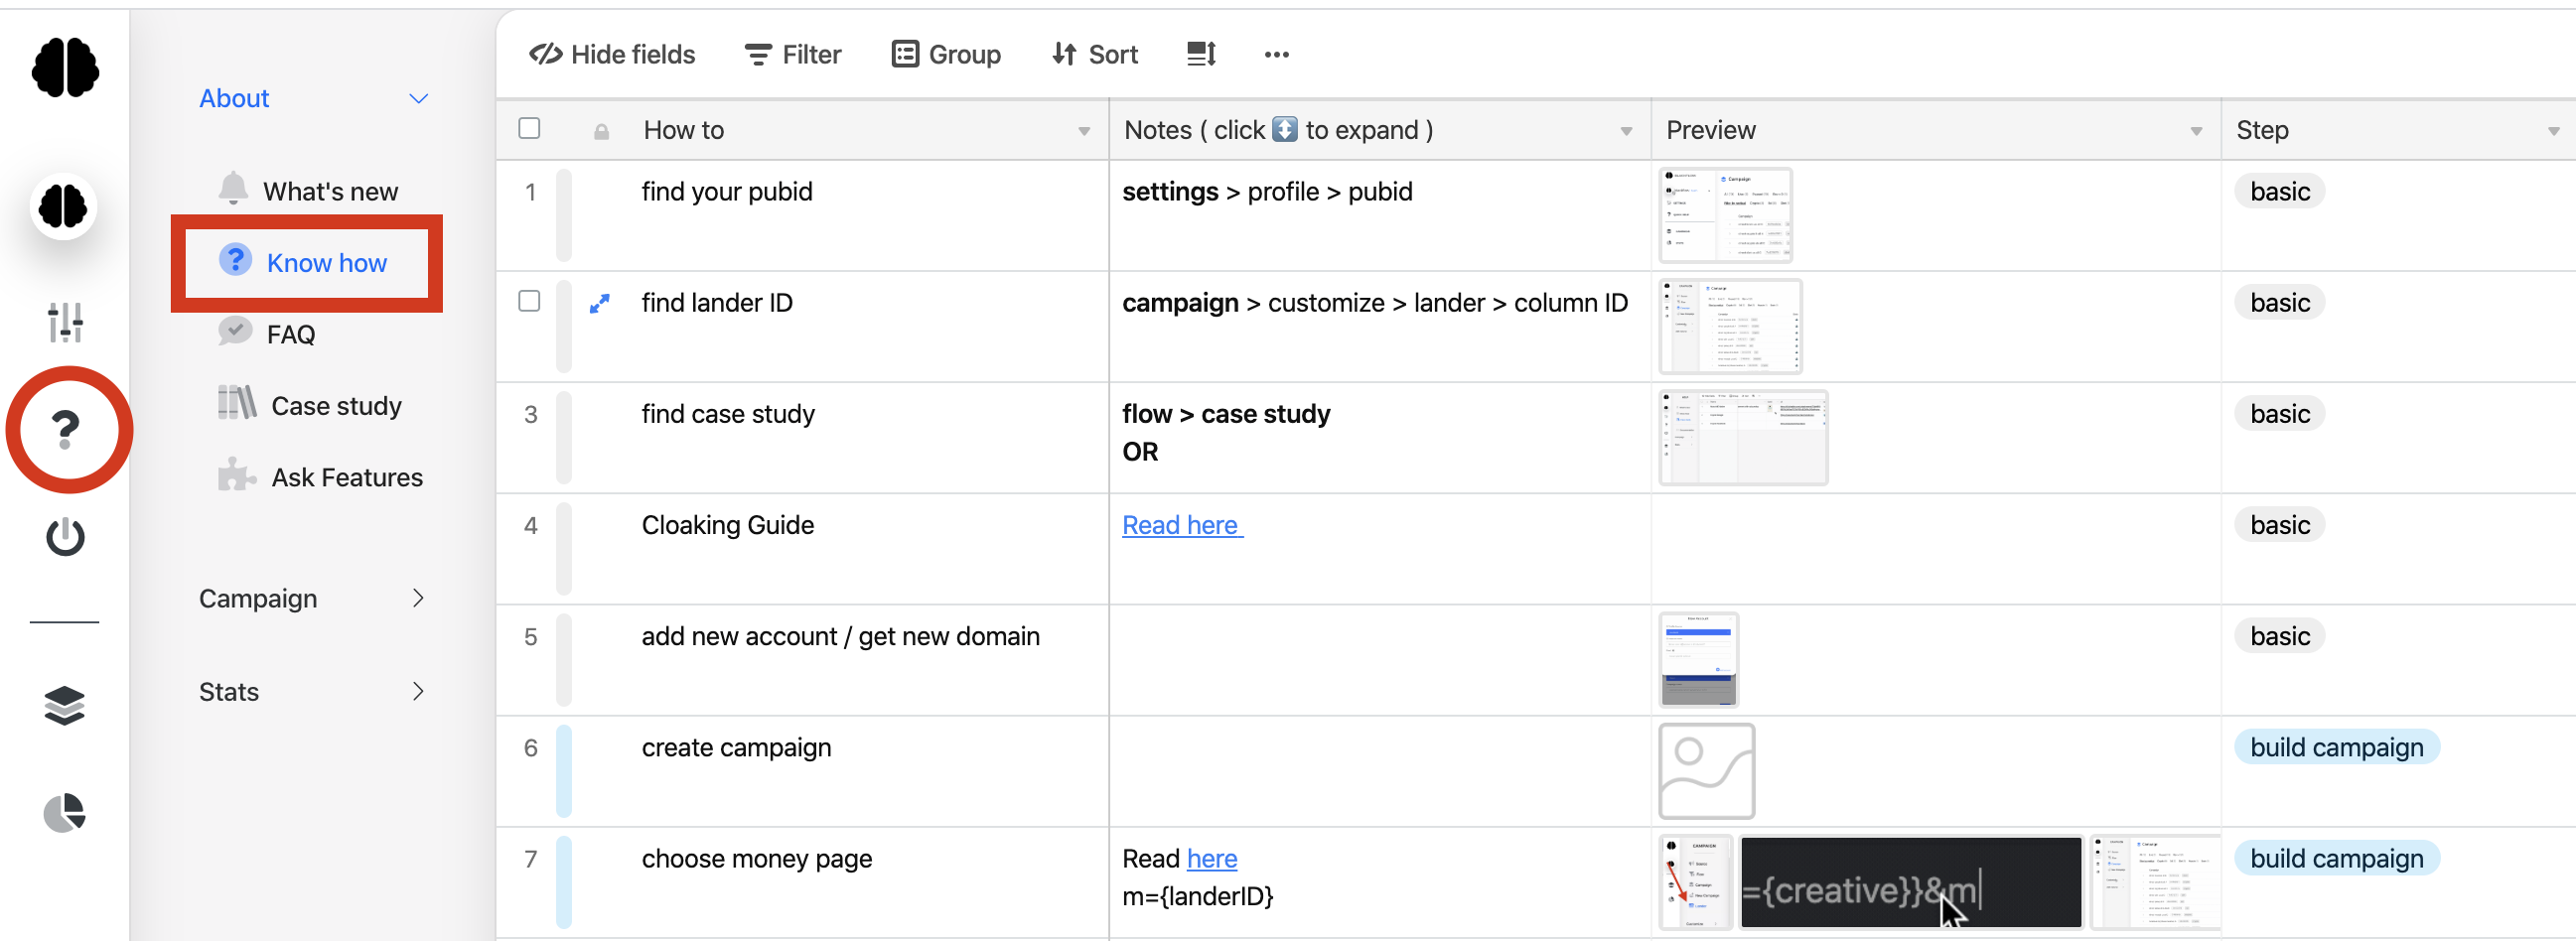 Hide fields Filter Group Sort
About
What's new
Know how
FAQ
Case study
Ask Features
Campaign
Stats
How to Notes ( click ↕ to expand ) Preview Step
1 find your pubid settings > profile > pubid basic
find lander ID campaign > customize > lander > column ID basic
3 find case study flow > case study basic
OR
4 Cloaking Guide Read here basic
5 add new account / get new domain basic
6 create campaign build campaign
7 choose money page Read here build campaign
m={landerID}
={creative}}&m